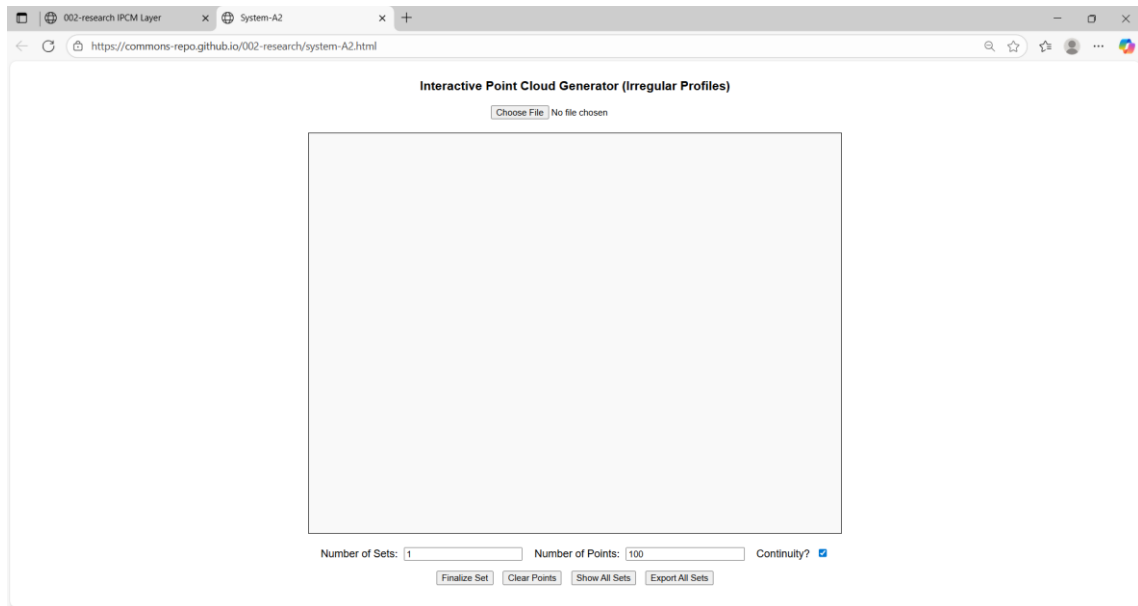 002-research IPCM Layer
System-A2
https://commons-repo.github.io/002-research/system-A2.html
Interactive Point Cloud Generator (Irregular Profiles)
Choose File No file chosen
Number of Sets: 1 Number of Points: 100 Continuity?
Finalize Set Clear Points Show All Sets Export All Sets